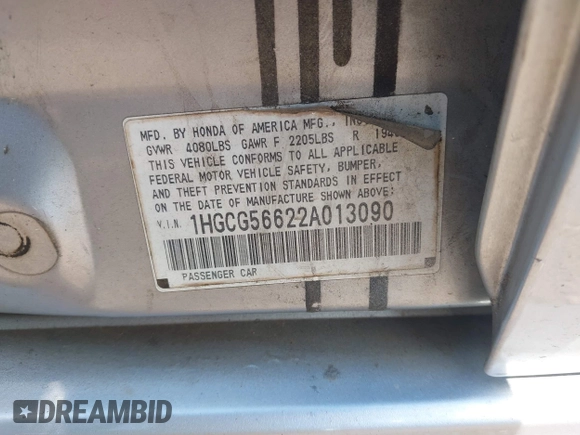 MFD. BY HONDA OF AMERICA MFG.,
GVWR 4080LBS GAWR F 2205LBS R
THIS VEHICLE CONFORMS TO ALL APPLICABLE
FEDERAL MOTOR VEHICLE SAFETY, BUMPER,
AND THEFT PREVENTION STANDARDS IN EFFECT
ON THE DATE OF MANUFACTURE SHOWN ABOVE:
V.I.N. 1HGCG56622A013090
PASSENGER CAR
DREAMBID